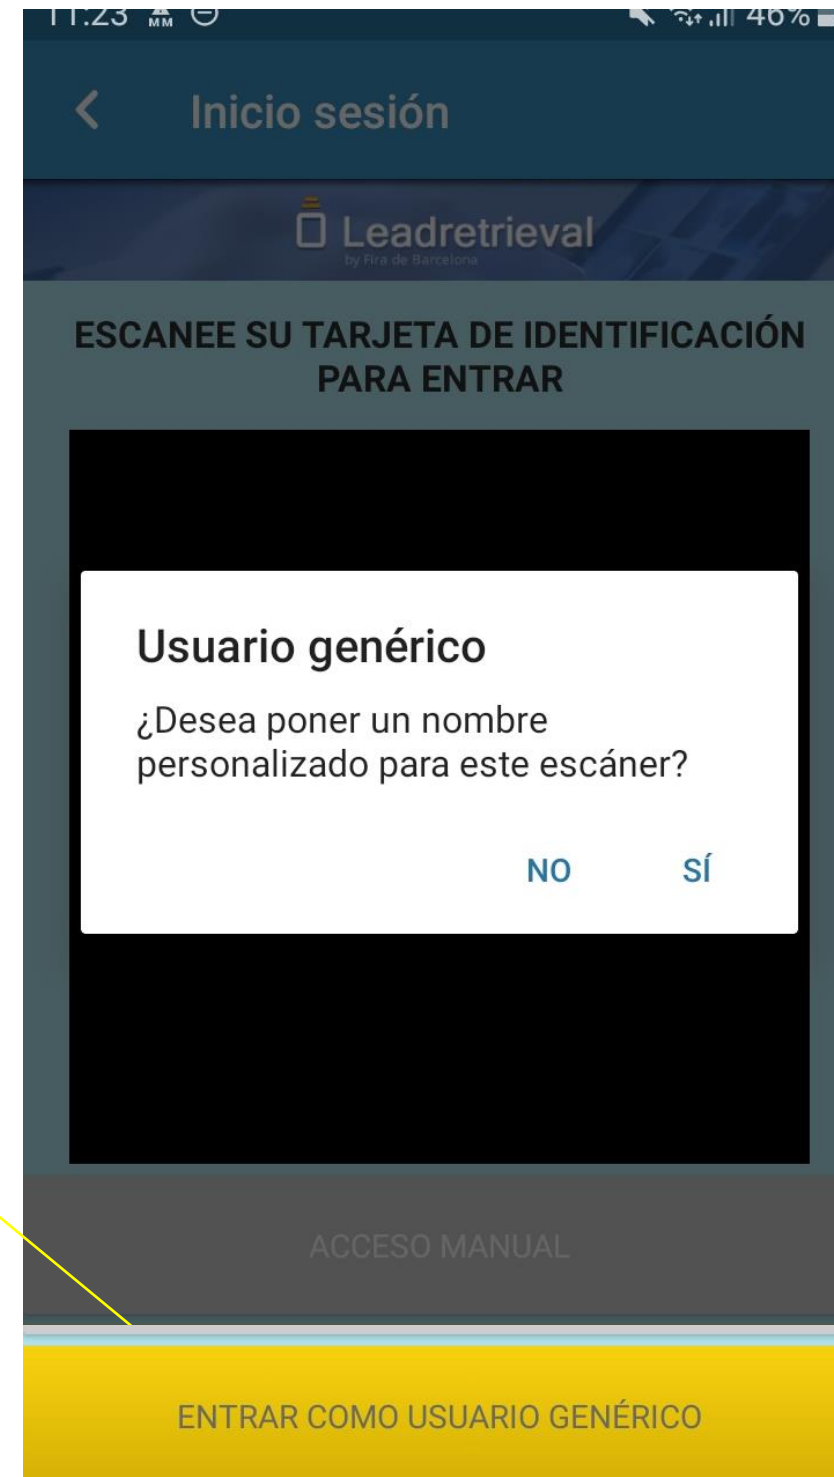 11:23 MM 46%
Inicio sesión
Leadretrieval
by Fira de Barcelona
ESCANEE SU TARJETA DE IDENTIFICACIÓN
PARA ENTRAR
Usuario genérico
¿Desea poner un nombre
personalizado para este escáner?
NO SÍ
ACCESO MANUAL
ENTRAR COMO USUARIO GENÉRICO